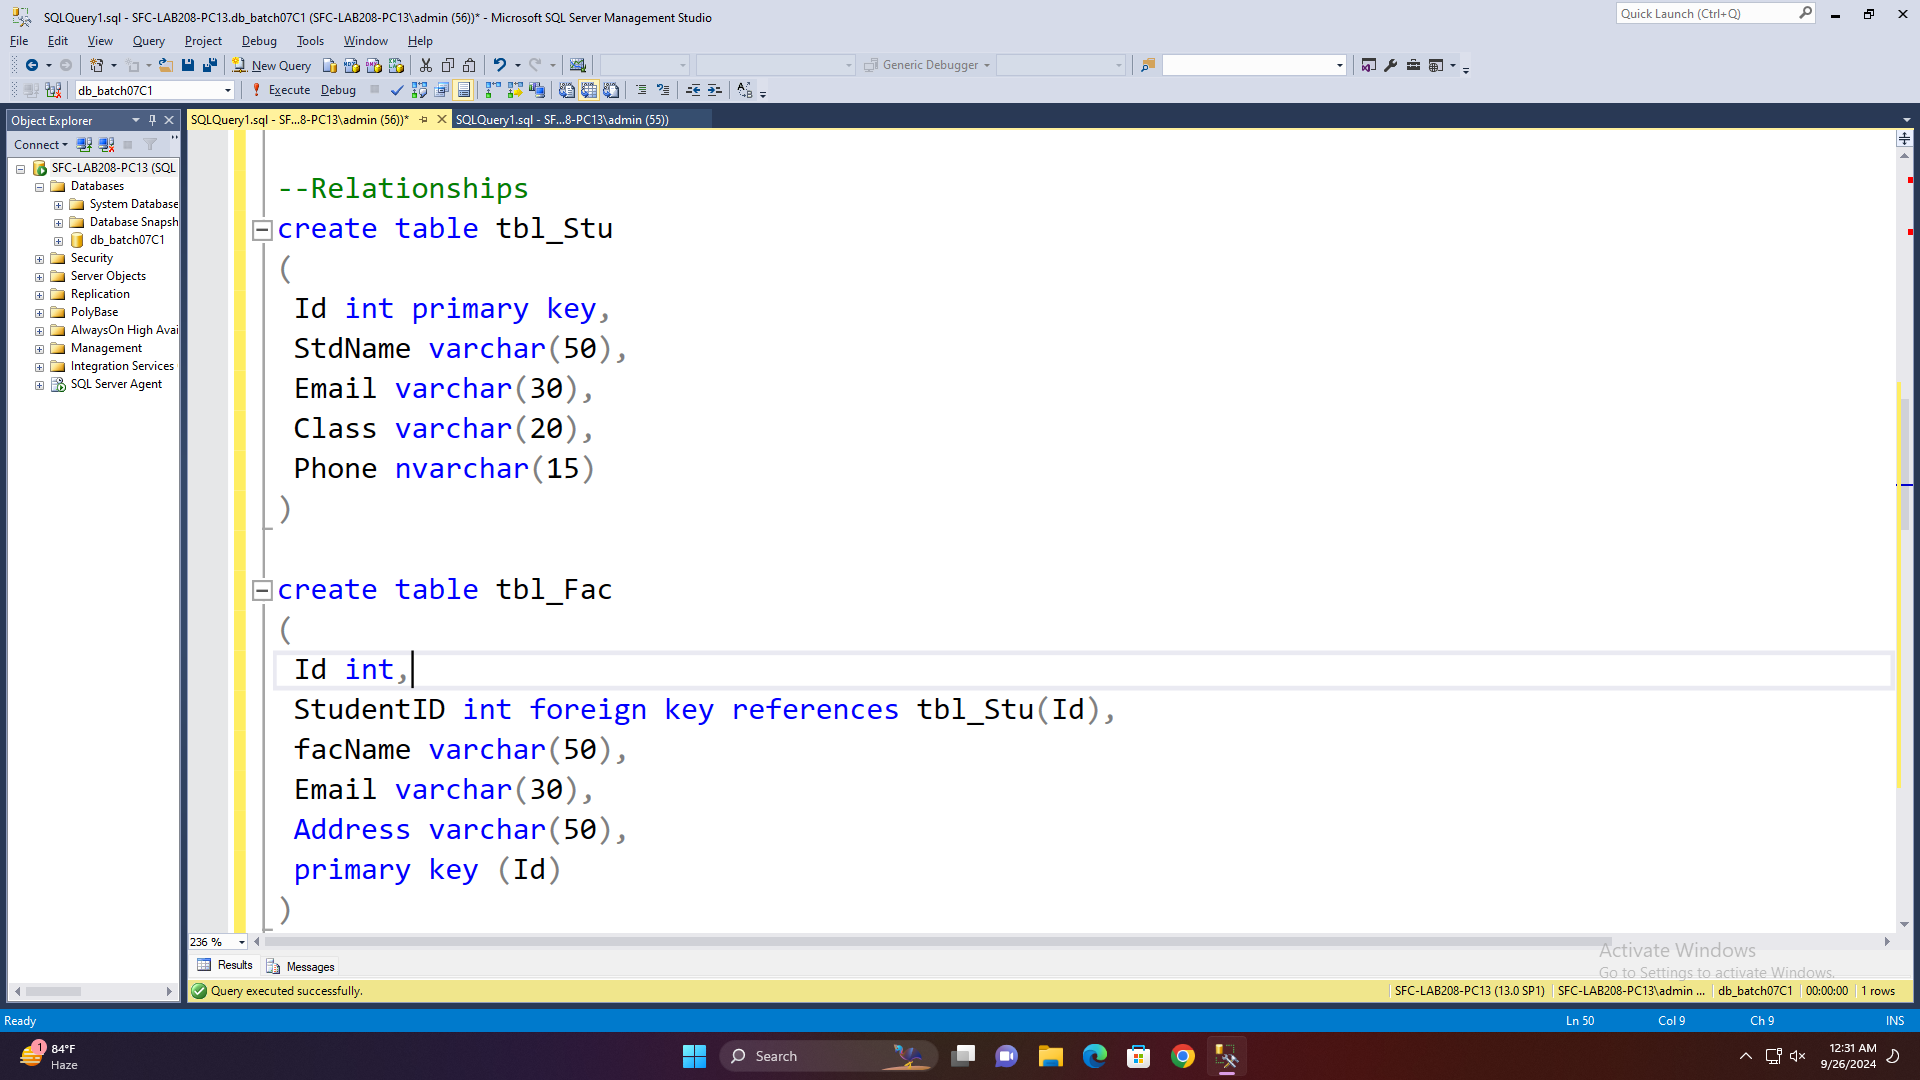 SQLQuery1.sql - SFC-LAB208-PC13.db_batch07C1 (SFC-LAB208-PC13\admin (56))* - Microsoft SQL Server Management Studio
Quick Launch (Ctrl+Q)
File Edit View Query Project Debug Tools Window Help
New Query
Generic Debugger
db_batch07C1
Execute Debug
Object Explorer
SQLQuery1.sql - SF...8-PC13\admin (56))*
SQLQuery1.sql - SF...8-PC13\admin (55))
Connect
SFC-LAB208-PC13 (SQL
Databases
System Database
Database Snapsh
db_batch07C1
Security
Server Objects
Replication
PolyBase
AlwaysOn High Avai
Management
Integration Services
SQL Server Agent
--Relationships
create table tbl_Stu
(
Id int primary key,
StdName varchar(50),
Email varchar(30),
Class varchar(20),
Phone nvarchar(15)
)
create table tbl_Fac
(
Id int,
StudentID int foreign key references tbl_Stu(Id),
facName varchar(50),
Email varchar(30),
Address varchar(50),
primary key (Id)
)
236 %
Results Messages
Activate Windows
Go to Settings to activate Windows.
Query executed successfully.
SFC-LAB208-PC13 (13.0 SP1) SFC-LAB208-PC13\admin ... db_batch07C1 00:00:00 1 rows
Ready
Ln 50 Col 9 Ch 9 INS
1
84°F
Haze
Search
12:31 AM
9/26/2024